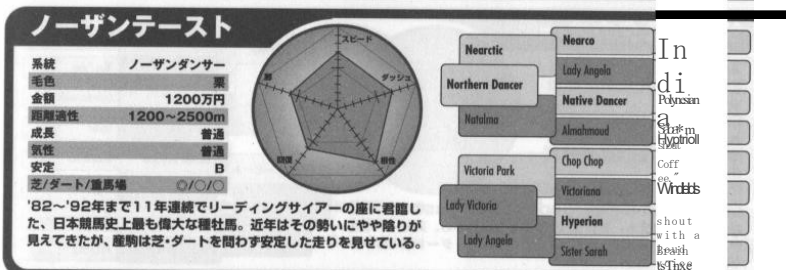 ノーザンテースト
系統 ノーザンダンサー
毛色 栗
金額 1200万円
距離適性 1200〜2500m
成長 普通
気性 普通
安定 B
芝/ダート/重馬場 ◎/○/○
スピード
ダッシュ
根性
'82〜'92年まで11年連続でリーディングサイアーの座に君臨し
た、日本競馬史上最も偉大な種牡馬。近年はその勢いにやや陰りが
見えてきたが、産駒は芝・ダートを問わず安定した走りを見せている。
Nearctic
Northern Dancer
Natalma
Victoria Park
Lady Victoria
Lady Angela
Nearco
Lady Angela
Native Dancer
Almahmoud
Chop Chop
Victoriana
Hyperion
Sister Sarah
In
di
a
Polynesian
Coff
ee"
shout
with a